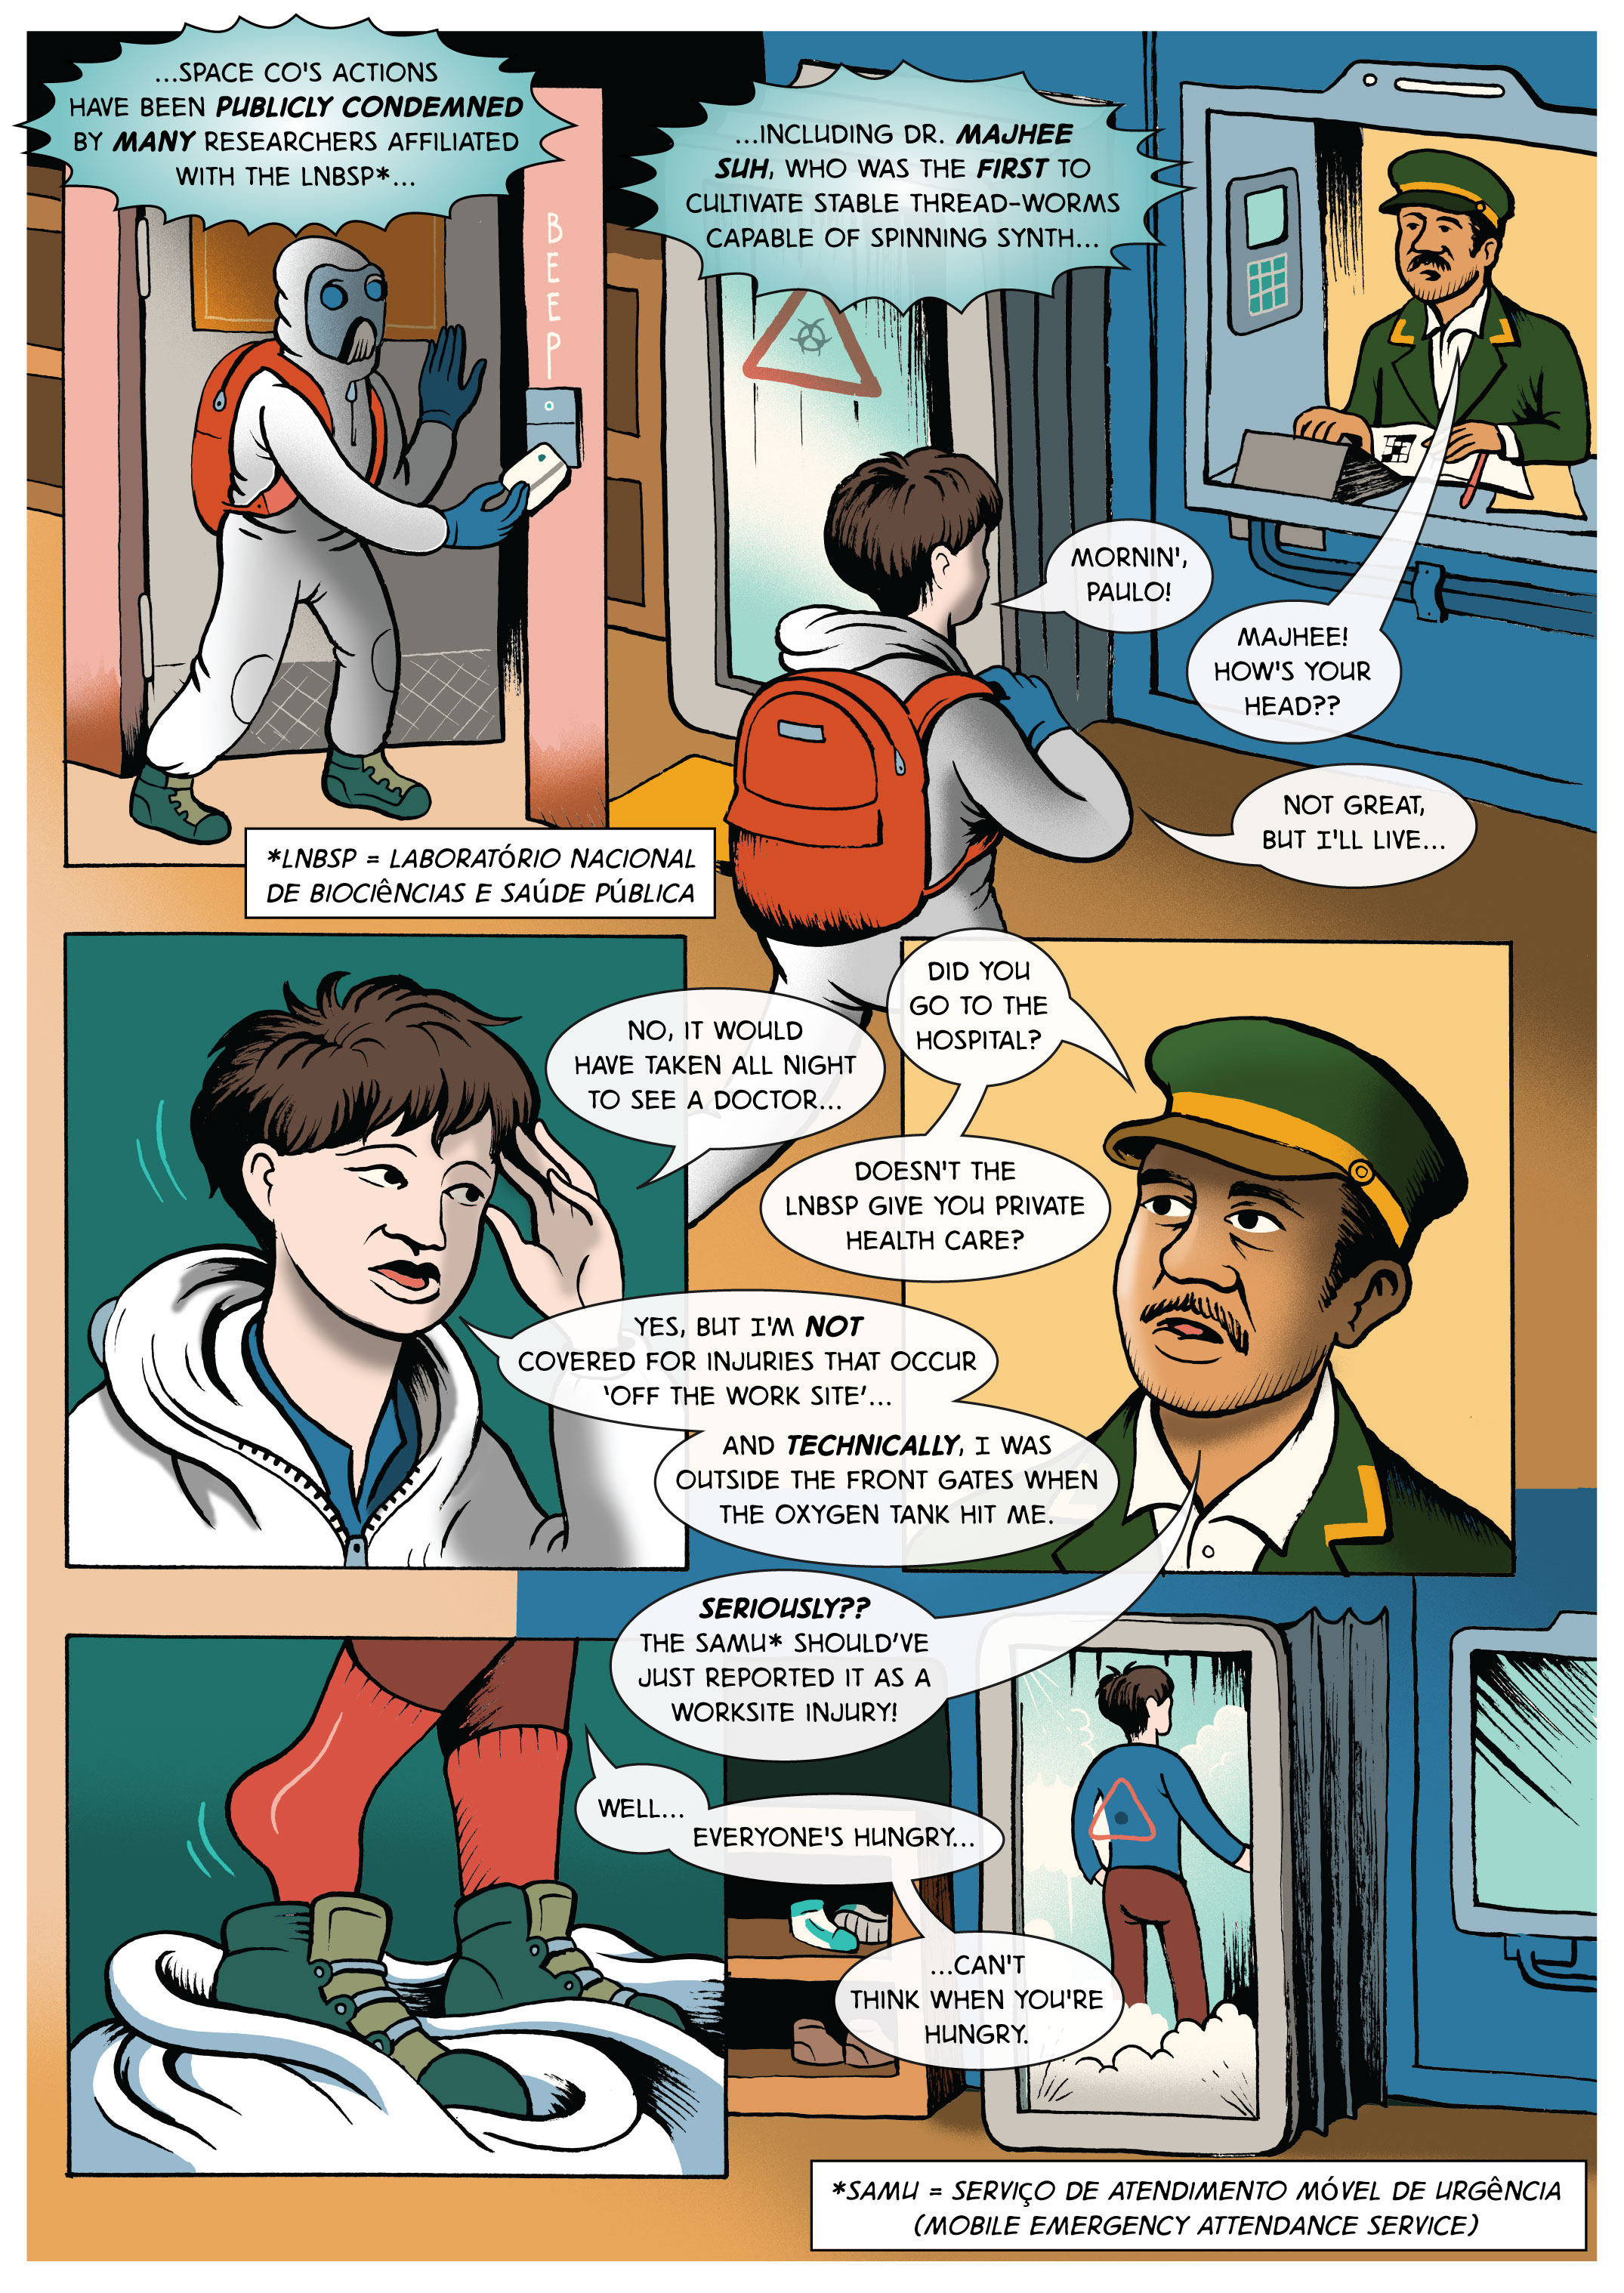 ...SPACE CO'S ACTIONS
HAVE BEEN PUBLICLY CONDEMNED
BY MANY RESEARCHERS AFFILIATED
WITH THE LNBSP*...
BEEP
*LNBSP = LABORATÓRIO NACIONAL
DE BIOCIÊNCIAS E SAÚDE PÚBLICA
...INCLUDING DR. MAJHEE
SUH, WHO WAS THE FIRST TO
CULTIVATE STABLE THREAD-WORMS
CAPABLE OF SPINNING SYNTH...
MORNIN',
PAULO!
MAJHEE!
HOW'S YOUR
HEAD??
NOT GREAT,
BUT I'LL LIVE...
DID YOU
GO TO THE
HOSPITAL?
NO, IT WOULD
HAVE TAKEN ALL NIGHT
TO SEE A DOCTOR...
DOESN'T THE
LNBSP GIVE YOU PRIVATE
HEALTH CARE?
YES, BUT I'M NOT
COVERED FOR INJURIES THAT OCCUR
'OFF THE WORK SITE'...
AND TECHNICALLY, I WAS
OUTSIDE THE FRONT GATES WHEN
THE OXYGEN TANK HIT ME.
SERIOUSLY??
THE SAMU* SHOULD'VE
JUST REPORTED IT AS A
WORKSITE INJURY!
WELL...
EVERYONE'S HUNGRY...
...CAN'T
THINK WHEN YOU'RE
HUNGRY.
*SAMU = SERVIÇO DE ATENDIMENTO MÓVEL DE URGÊNCIA
(MOBILE EMERGENCY ATTENDANCE SERVICE)